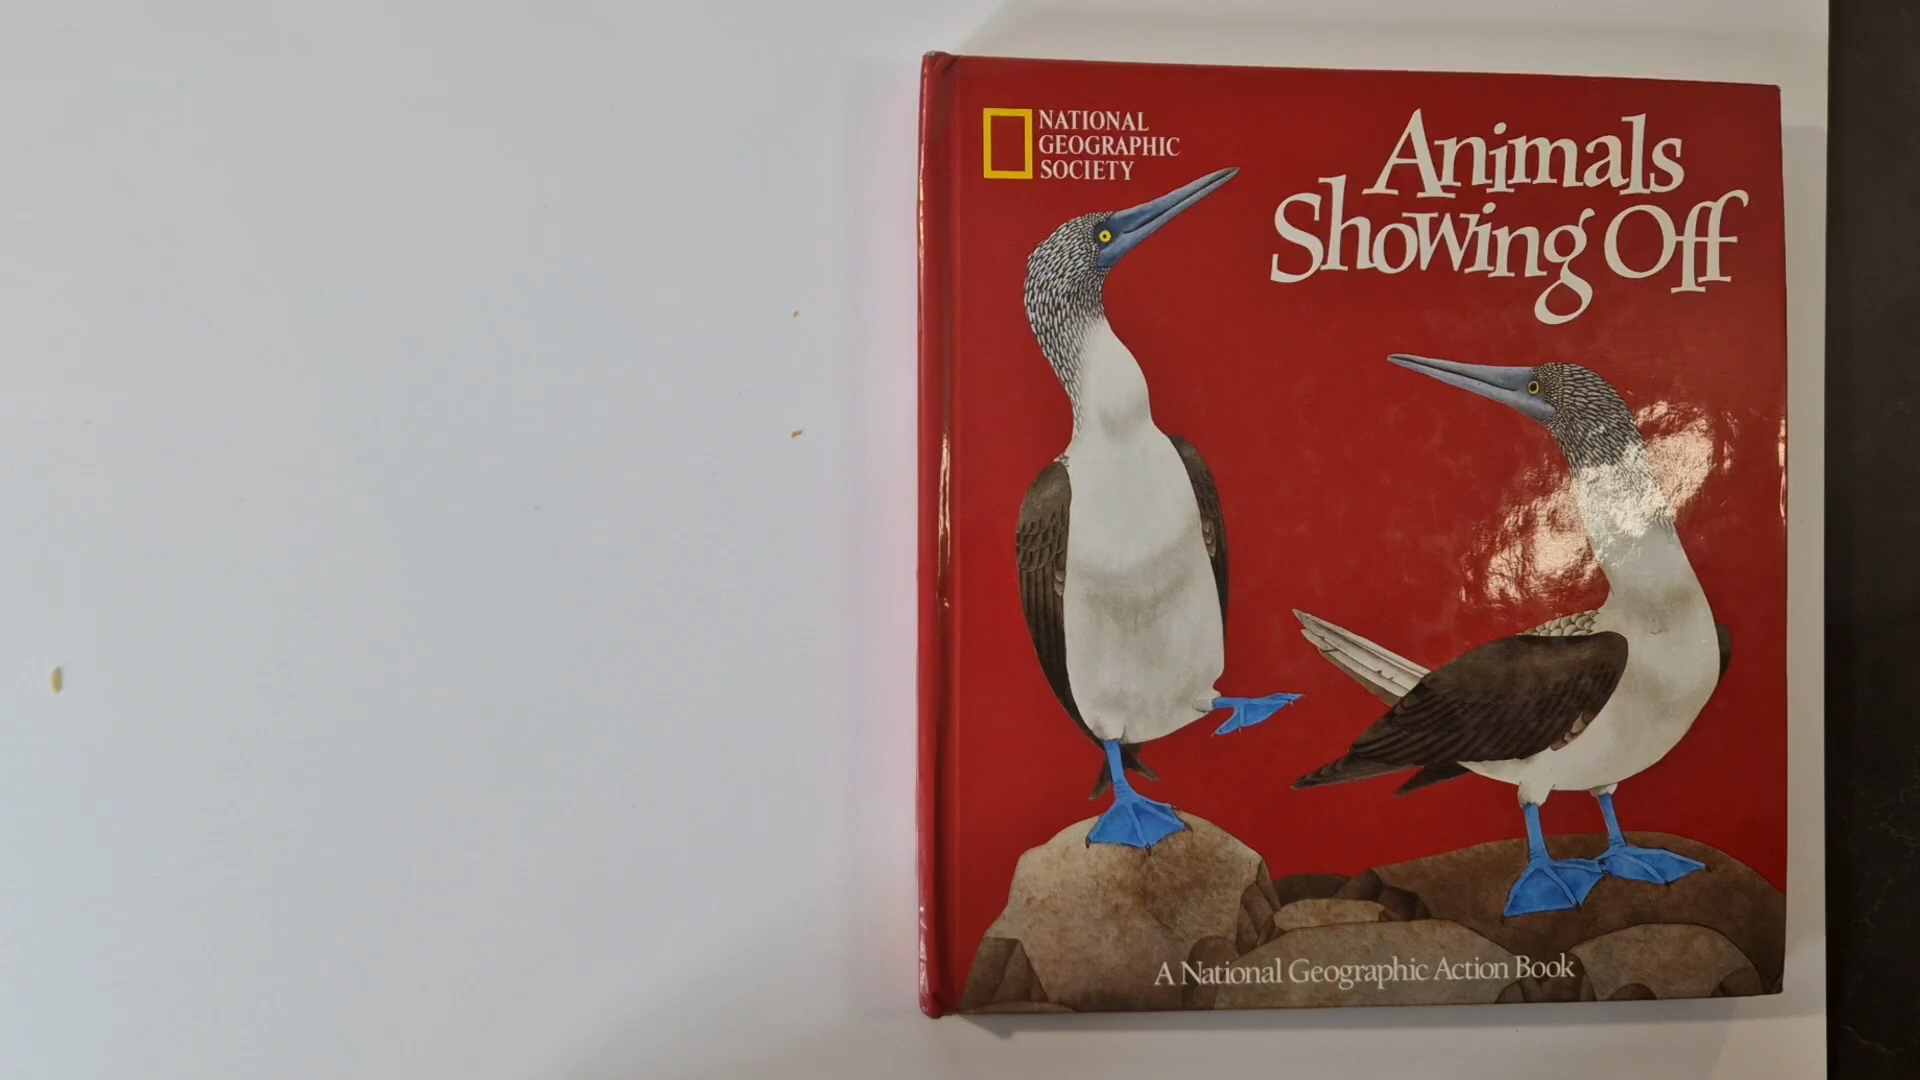 NATIONAL
GEOGRAPHIC
SOCIETY
Animals
Showing Off
A National Geographic Action Book